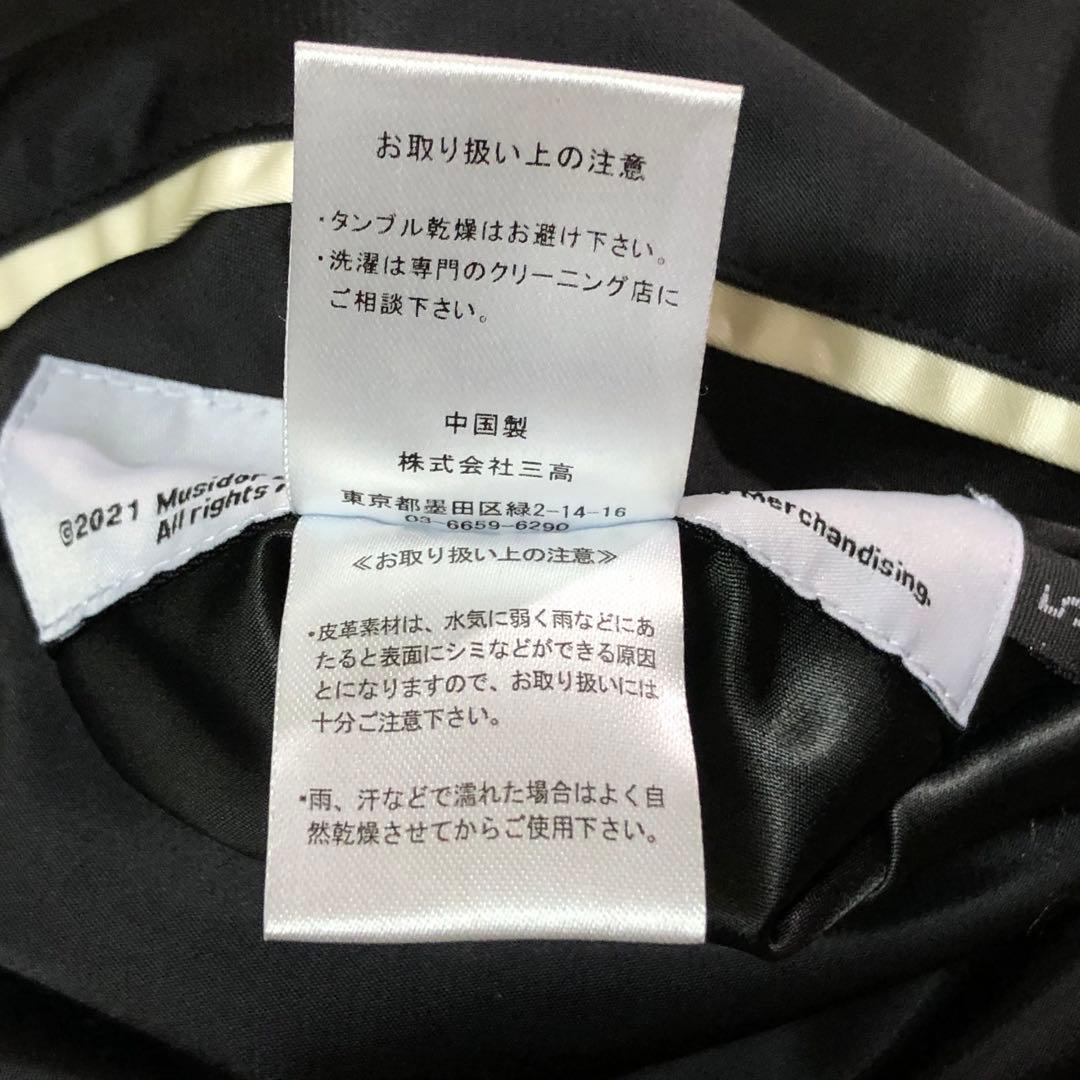 お取り扱い上の注意
・タンブル乾燥はお避け下さい。
・洗濯は専門のクリーニング店に
ご相談下さい。
中国製
株式会社三高
東京都墨田区緑2-14-16
03-6659-6290
≪お取り扱い上の注意≫
・皮革素材は、水気に弱く雨などにあ
たると表面にシミなどができる原因
とになりますので、お取り扱いには
十分ご注意下さい。
・雨、汗などで濡れた場合はよく自
然乾燥させてからご使用下さい。
©2021 Musidor
All rights
Merchandising.